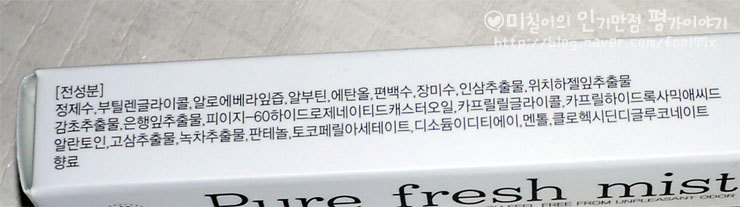 ♡미칠이의 인기만점 평가이야기
http://blog.naver.com/fool99x
[전성분]
정제수,부틸렌글라이콜,알로에베라잎즙,알부틴,에탄올,편백수,장미수,인삼추출물,위치하젤잎추출물
감초추출물,은행잎추출물,피이지-60하이드로제네이티드캐스터오일,카프릴릴글라이콜,카프릴하이드록사믹애씨드
알란토인,고삼추출물,녹차추출물,판테놀,토코페릴아세테이트,디소듐이디티에이,멘톨,클로헥시딘디글루코네이트
향료
Pure fresh mist
FEEL FREE FROM UNPLEASANT ODOR